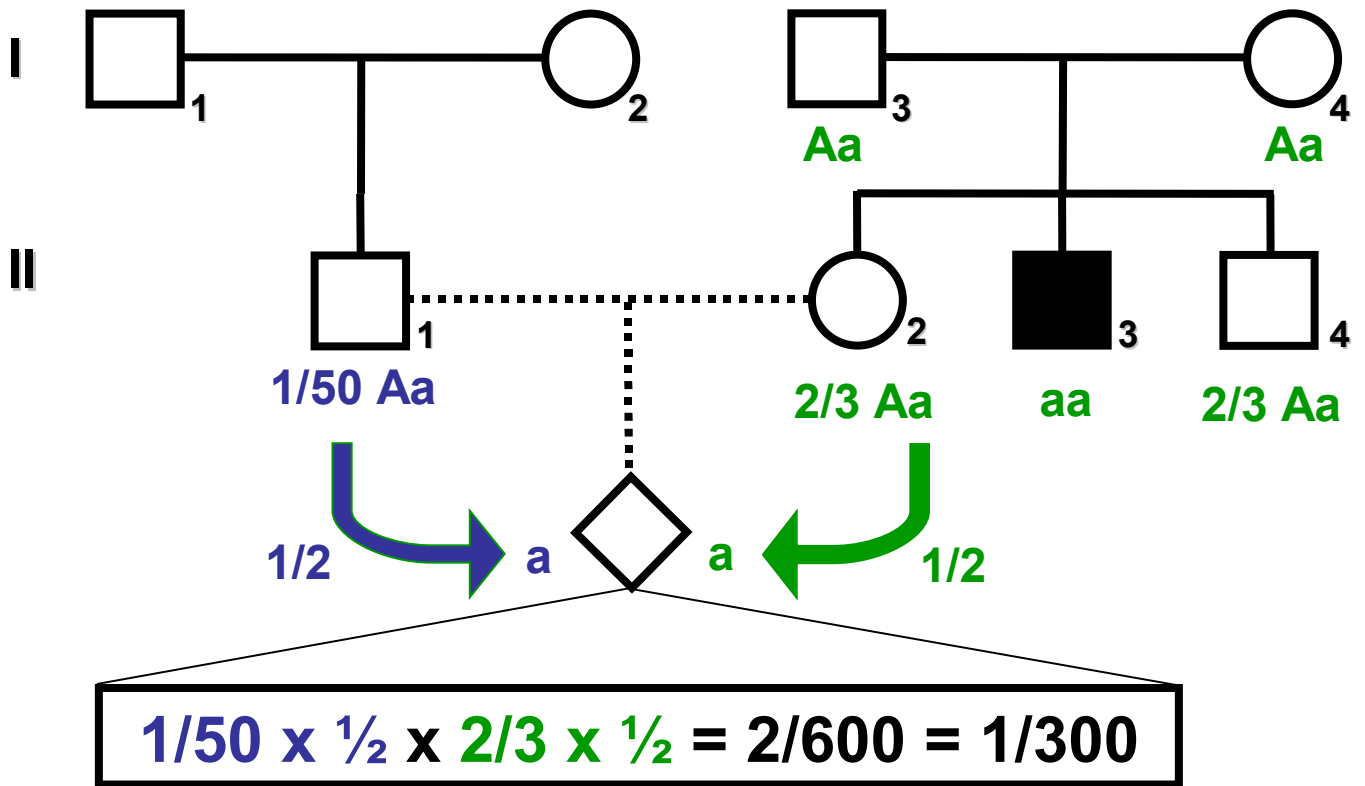 I
1
2
3
4
Aa
Aa
II
1
2
3
4
1/50 Aa
2/3 Aa
aa
2/3 Aa
1/2
a
a
1/2
1/50 x ½ x 2/3 x ½ = 2/600 = 1/300